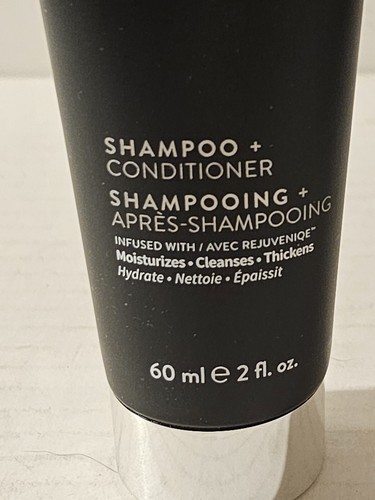 SHAMPOO +
CONDITIONER
SHAMPOOING +
APRÈS-SHAMPOOING
INFUSED WITH / AVEC REJUVENIQE™
Moisturizes • Cleanses • Thickens
Hydrate • Nettoie • Épaissit
60 ml ℮ 2 fl. oz.